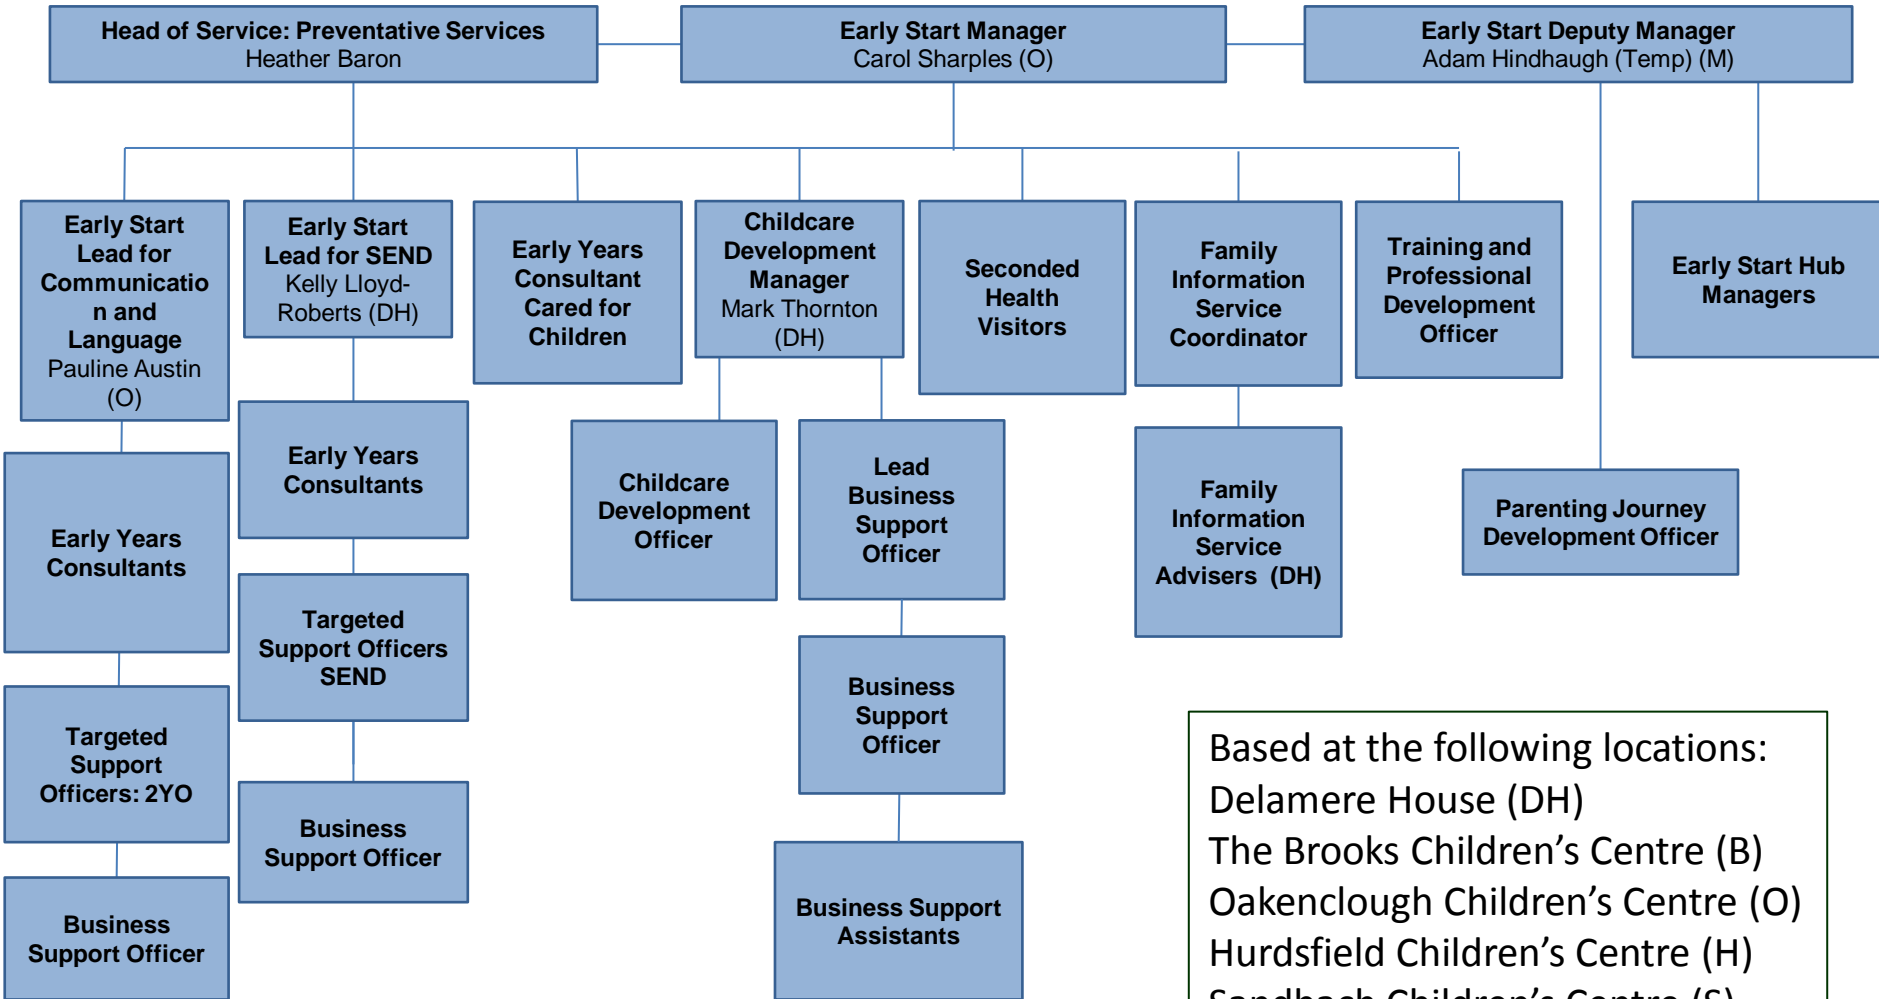 Head of Service: Preventative Services
Heather Baron
Early Start Manager
Carol Sharples (O)
Early Start Deputy Manager
Adam Hindhaugh (Temp) (M)
Early Start
Lead for
Communicatio
n and
Language
Pauline Austin
(O)
Early Start
Lead for SEND
Kelly Lloyd-
Roberts (DH)
Early Years
Consultant
Cared for
Children
Childcare
Development
Manager
Mark Thornton
(DH)
Seconded
Health
Visitors
Family
Information
Service
Coordinator
Training and
Professional
Development
Officer
Early Start Hub
Managers
Early Years
Consultants
Early Years
Consultants
Childcare
Development
Officer
Lead
Business
Support
Officer
Family
Information
Service
Advisers (DH)
Parenting Journey
Development Officer
Targeted
Support Officers
SEND
Targeted
Support
Officers: 2YO
Business
Support
Officer
Business
Support Officer
Business
Support Officer
Business Support
Assistants
Based at the following locations:
Delamere House (DH)
The Brooks Children’s Centre (B)
Oakenclough Children’s Centre (O)
Hurdsfield Children’s Centre (H)
Sandbach Children’s Centre (S)